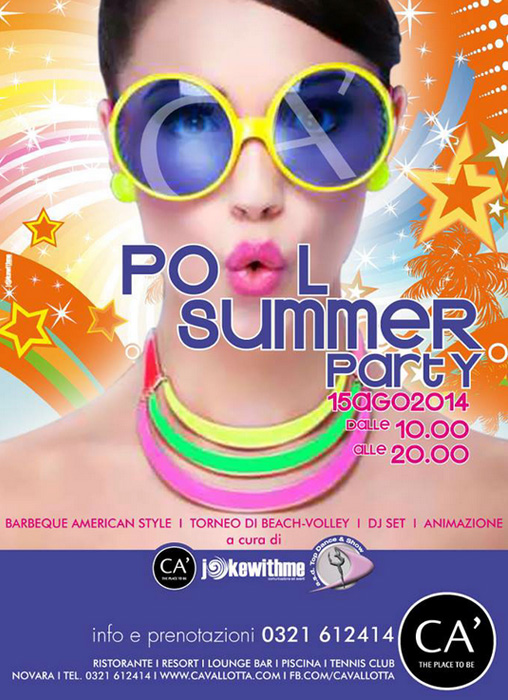 CA'
PO L
SUMMER
PARTY
15AGO2014
DALLE 10.00
ALLE 20.00
jokewithme
BARBEQUE AMERICAN STYLE I TORNEO DI BEACH-VOLLEY I DJ SET I ANIMAZIONE
a cura di
CA'
THE PLACE TO BE
jokewithme
a.s.d. Top Dance & Show
info e prenotazioni 0321 612414
CA'
THE PLACE TO BE
RISTORANTE I RESORT I LOUNGE BAR I PISCINA I TENNIS CLUB
NOVARA I TEL. 0321 612414 I WWW.CAVALLOTTA.COM I FB.COM/CAVALLOTTA